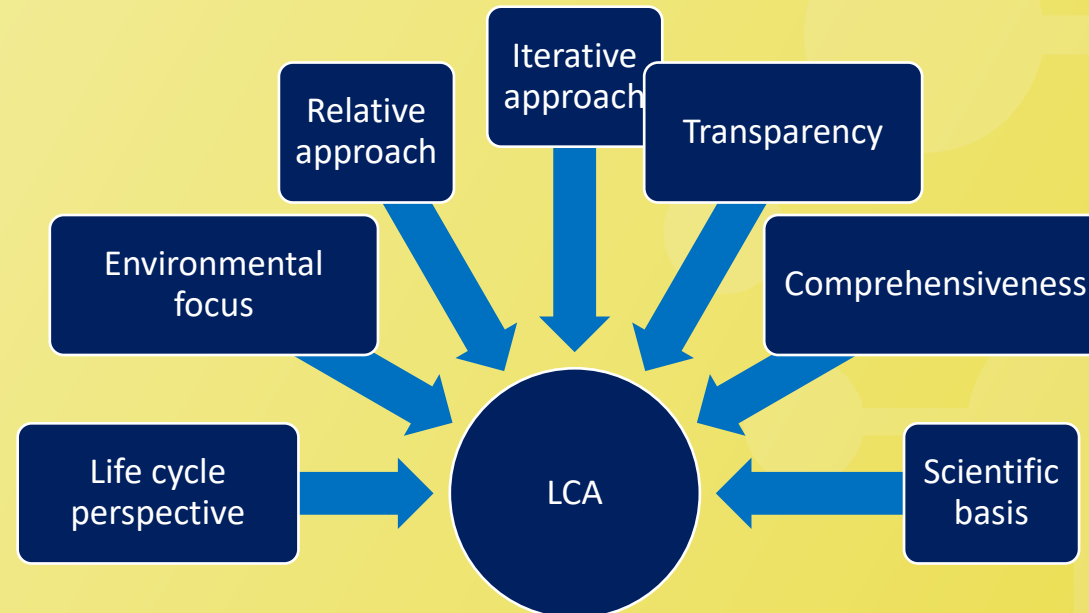 Iterative
approach
Relative
approach
Transparency
Environmental
focus
Comprehensiveness
Life cycle
perspective
LCA
Scientific
basis